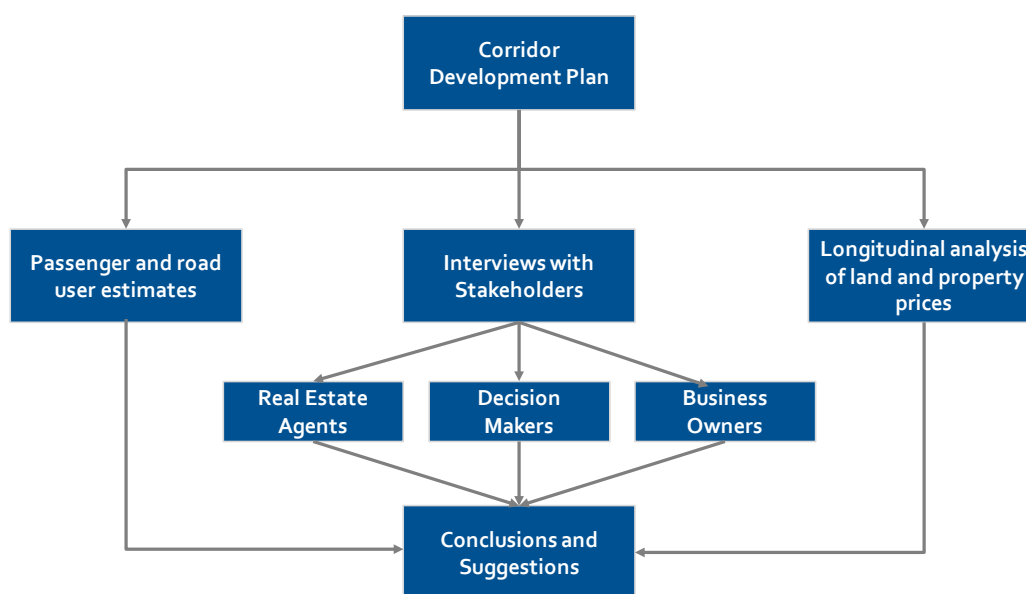 Corridor
Development Plan
Passenger and road
user estimates
Interviews with
Stakeholders
Longitudinal analysis
of land and property
prices
Real Estate
Agents
Decision
Makers
Business
Owners
Conclusions and
Suggestions